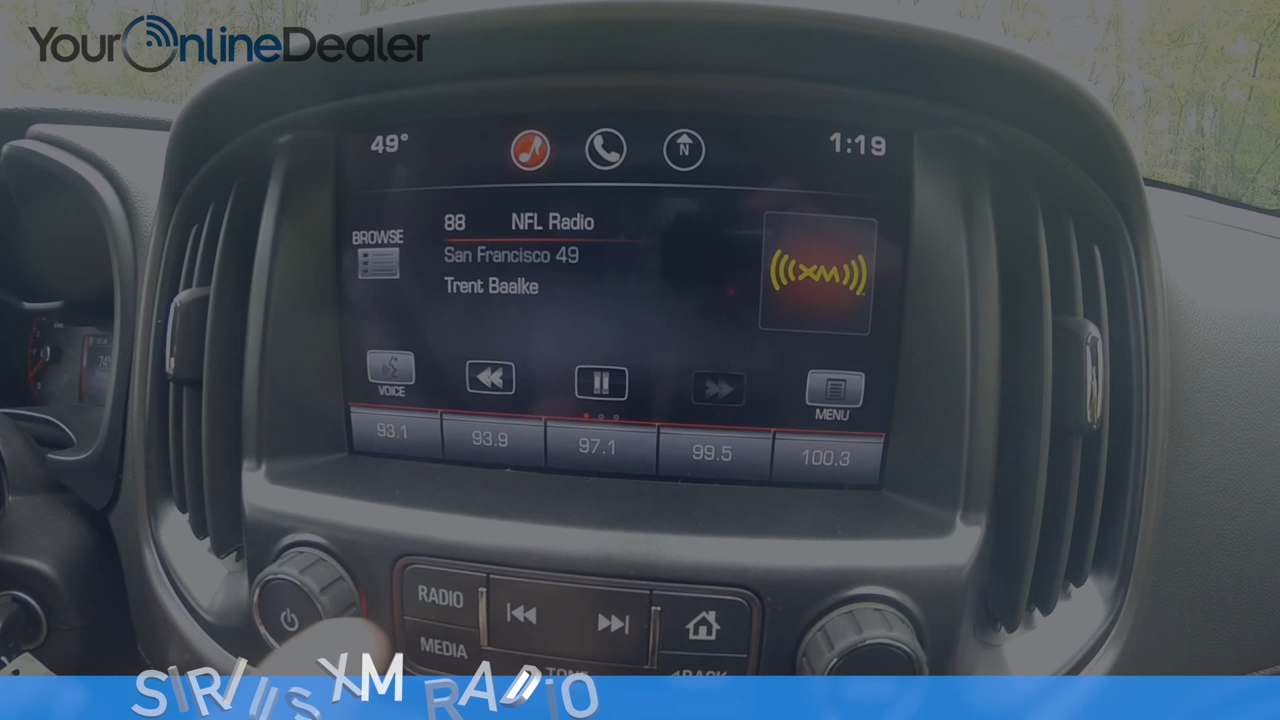 YourOnlineDealer
49° N 1:19
88 NFL Radio
BROWSE
San Francisco 49
Trent Baalke
XM
VOICE
MENU
93.1 93.9 97.1 99.5 100.3
RADIO
MEDIA
SIRIUS XM RADIO